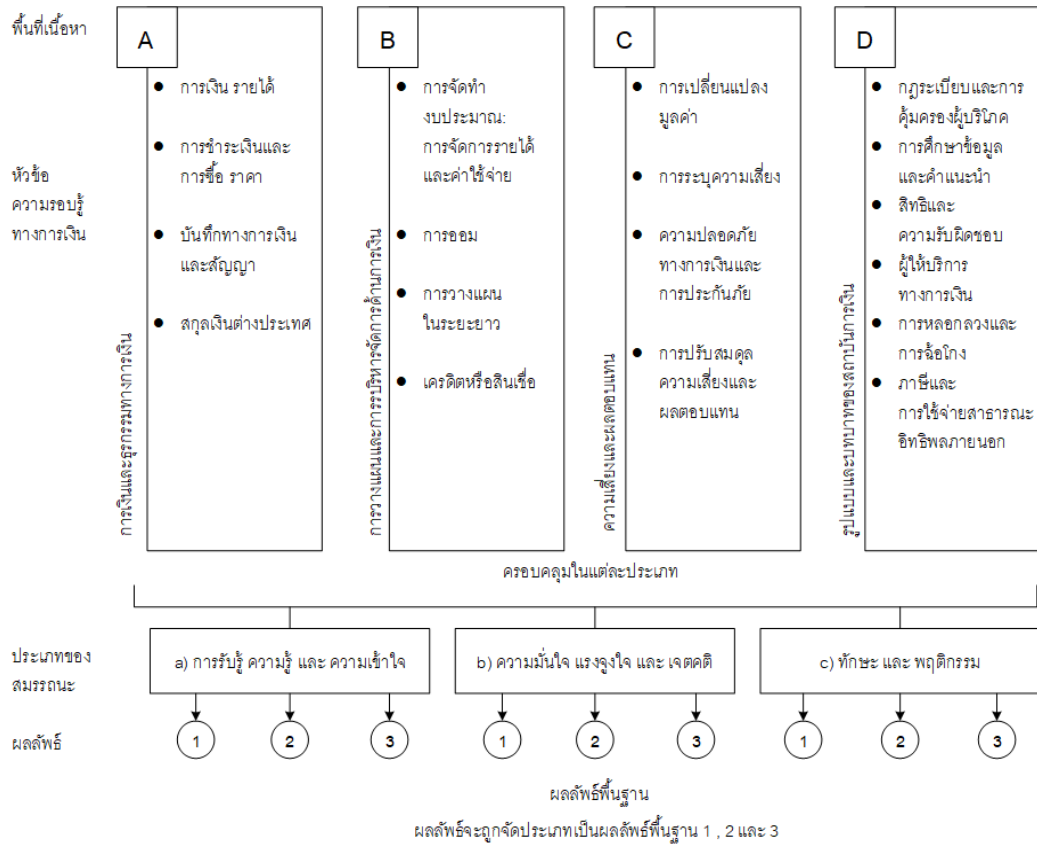 พื้นที่เนื้อหา
A
B
C
D
หัวข้อ
ความรอบรู้
ทางการเงิน
การเงินและธุรกรรมทางการเงิน
● การเงิน รายได้
● การชำระเงินและ
การซื้อ ราคา
● บันทึกทางการเงิน
และสัญญา
● สกุลเงินต่างประเทศ
การวางแผนและการบริหารจัดการด้านการเงิน
● การจัดทำ
งบประมาณ:
การจัดการรายได้
และค่าใช้จ่าย
● การออม
● การวางแผน
ในระยะยาว
● เครดิตหรือสินเชื่อ
ความเสี่ยงและผลตอบแทน
● การเปลี่ยนแปลง
มูลค่า
● การระบุความเสี่ยง
● ความปลอดภัย
ทางการเงินและ
การประกันภัย
● การปรับสมดุล
ความเสี่ยงและ
ผลตอบแทน
รูปแบบและบทบาทของสถาบันการเงิน
● กฎระเบียบและการ
คุ้มครองผู้บริโภค
● การศึกษาข้อมูล
และคำแนะนำ
● สิทธิและ
ความรับผิดชอบ
● ผู้ให้บริการ
ทางการเงิน
● การหลอกลวงและ
การฉ้อโกง
● ภาษีและ
การใช้จ่ายสาธารณะ
อิทธิพลภายนอก
ครอบคลุมในแต่ละประเภท
ประเภทของ
สมรรถนะ
a) การรับรู้ ความรู้ และ ความเข้าใจ
b) ความมั่นใจ แรงจูงใจ และ เจตคติ
c) ทักษะ และ พฤติกรรม
ผลลัพธ์
1 2 3
1 2 3
1 2 3
ผลลัพธ์พื้นฐาน
ผลลัพธ์จะถูกจัดประเภทเป็นผลลัพธ์พื้นฐาน 1 , 2 และ 3